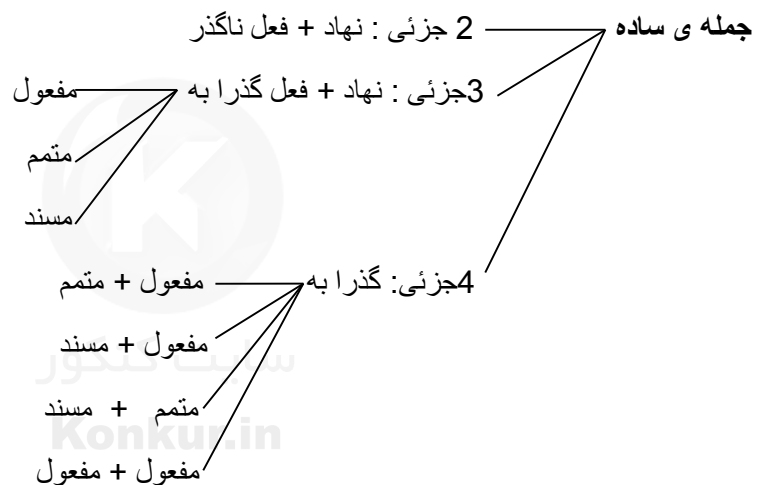 جمله ی ساده
2 جزئی : نهاد + فعل ناگذر
3جزئی : نهاد + فعل گذرا به
مفعول
متمم
مسند
4جزئی: گذرا به
مفعول + متمم
مفعول + مسند
متمم + مسند
مفعول + مفعول
سایت کنکور
Konkur.in